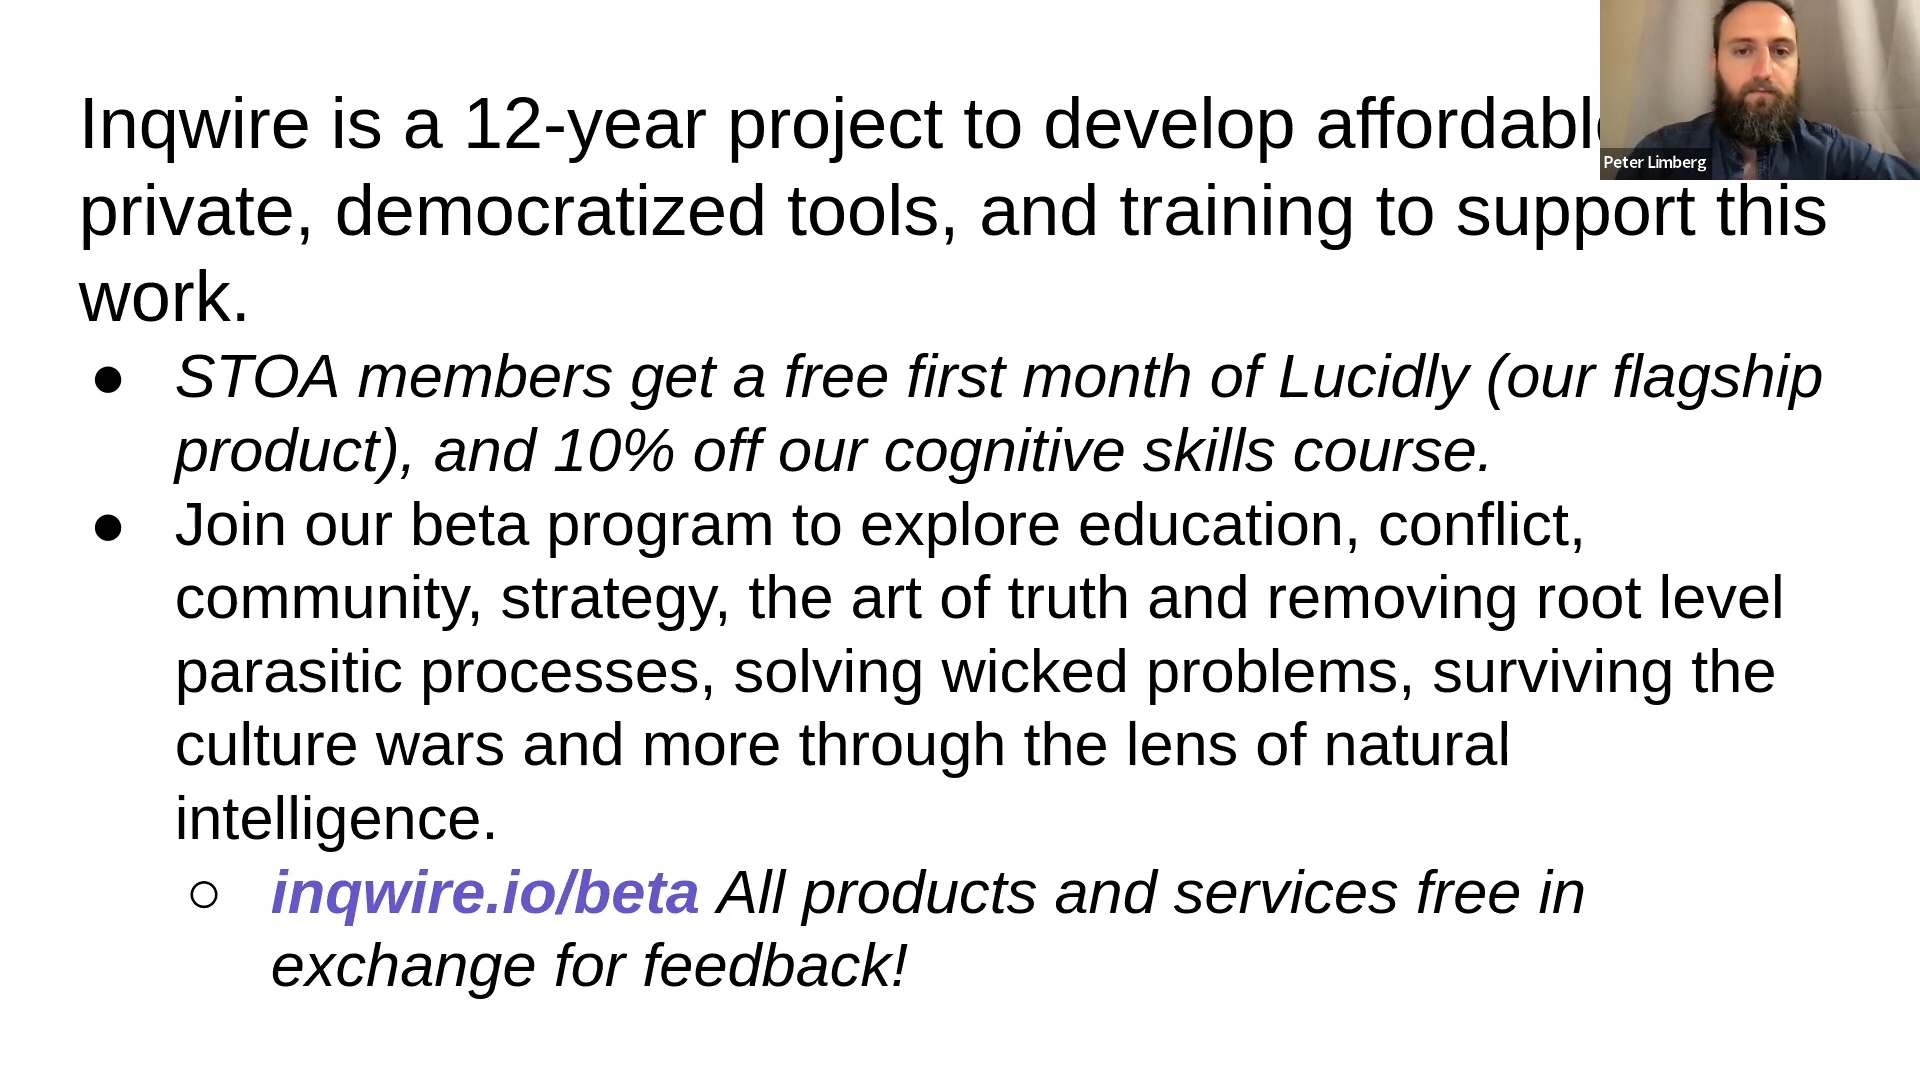 Inqwire is a 12-year project to develop
private, democratized tools, and training to support this
work.
● STOA members get a free first month of Lucidly (our flagship
product), and 10% off our cognitive skills course.
● Join our beta program to explore education, conflict,
community, strategy, the art of truth and removing root level
parasitic processes, solving wicked problems, surviving the
culture wars and more through the lens of natural
intelligence.
○ inqwire.io/beta All products and services free in
exchange for feedback!
Peter Limberg